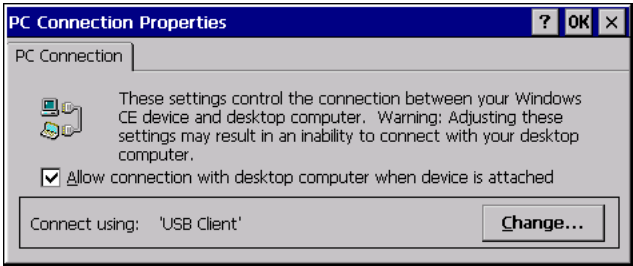 PC Connection Properties ? OK ×
PC Connection
These settings control the connection between your Windows
CE device and desktop computer. Warning: Adjusting these
settings may result in an inability to connect with your desktop
computer.
Allow connection with desktop computer when device is attached
Connect using: 'USB Client' Change...